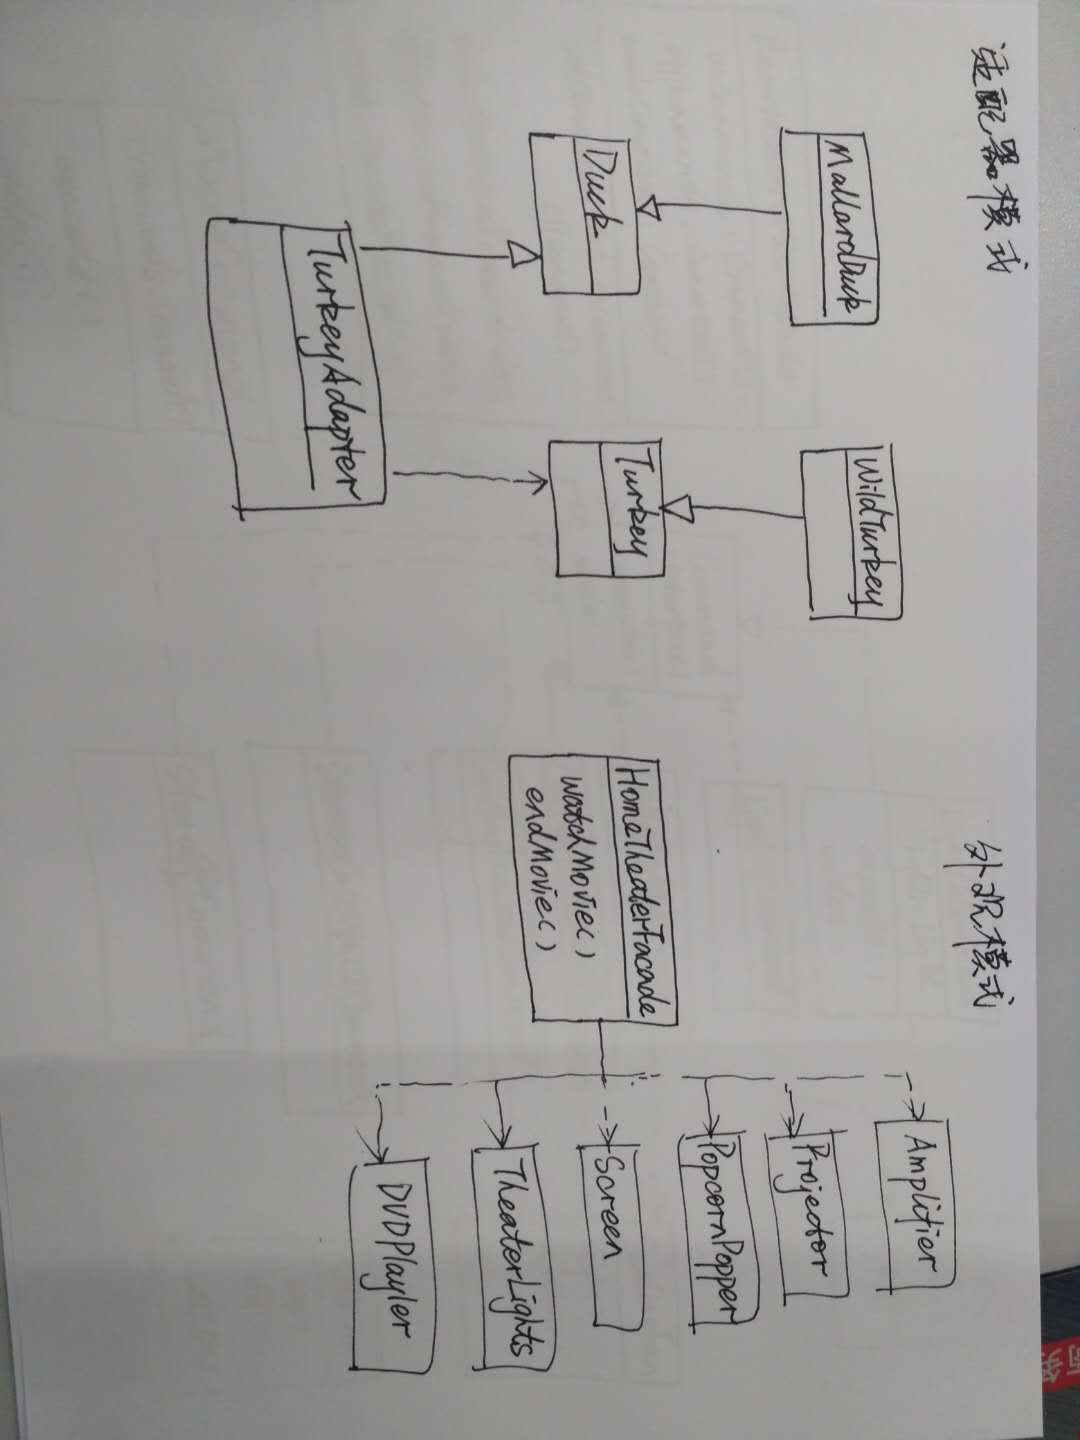 适配器模式
MallardDuck
WildTurkey
Duck
Turkey
TurkeyAdapter
外观模式
HomeTheaterFacade
watchMovie()
endMovie()
Amplifier
Projector
PopcornPopper
Screen
TheaterLights
DVDPlayler